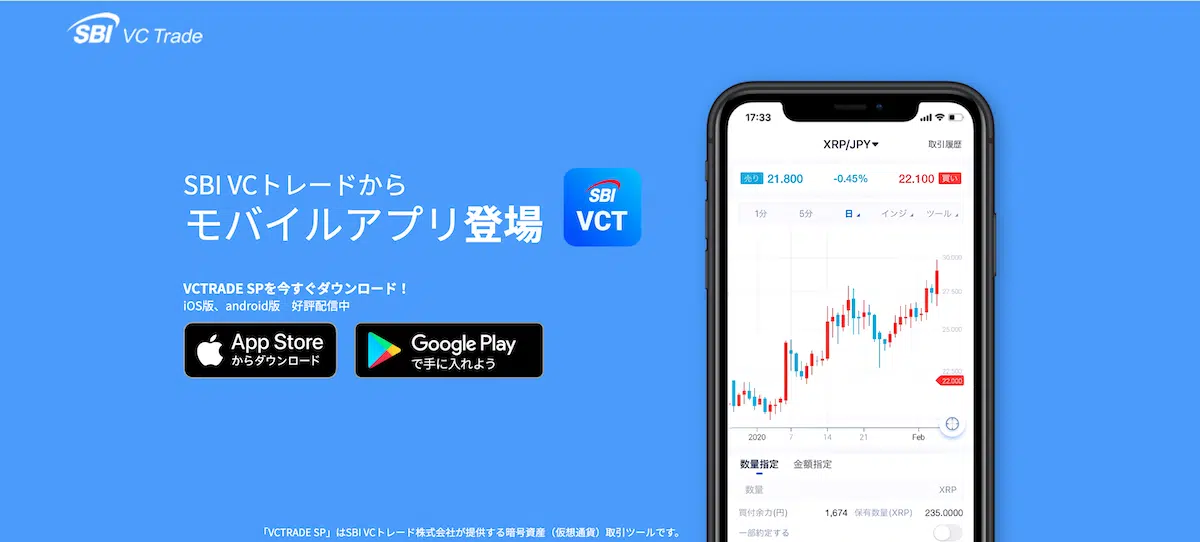 SBI VC Trade
SBI VCトレードから
モバイルアプリ登場
SBI
VCT
VCTRADE SPを今すぐダウンロード！
iOS版、android版　好評配信中
App Store
からダウンロード
Google Play
で手に入れよう
「VCTRADE SP」はSBI VCトレード株式会社が提供する暗号資産（仮想通貨）取引ツールです。
17:33
XRP/JPY▾ 取引履歴
売り 21.800 -0.45% 22.100 買い
1分 5分 日 インジ ツール
30.000
27.500
25.000
22.500
22.000
2020 7 14 21 Feb
数量指定 金額指定
数量 XRP
買付余力(円) 1,674 保有数量(XRP) 235.0000
一部約定する